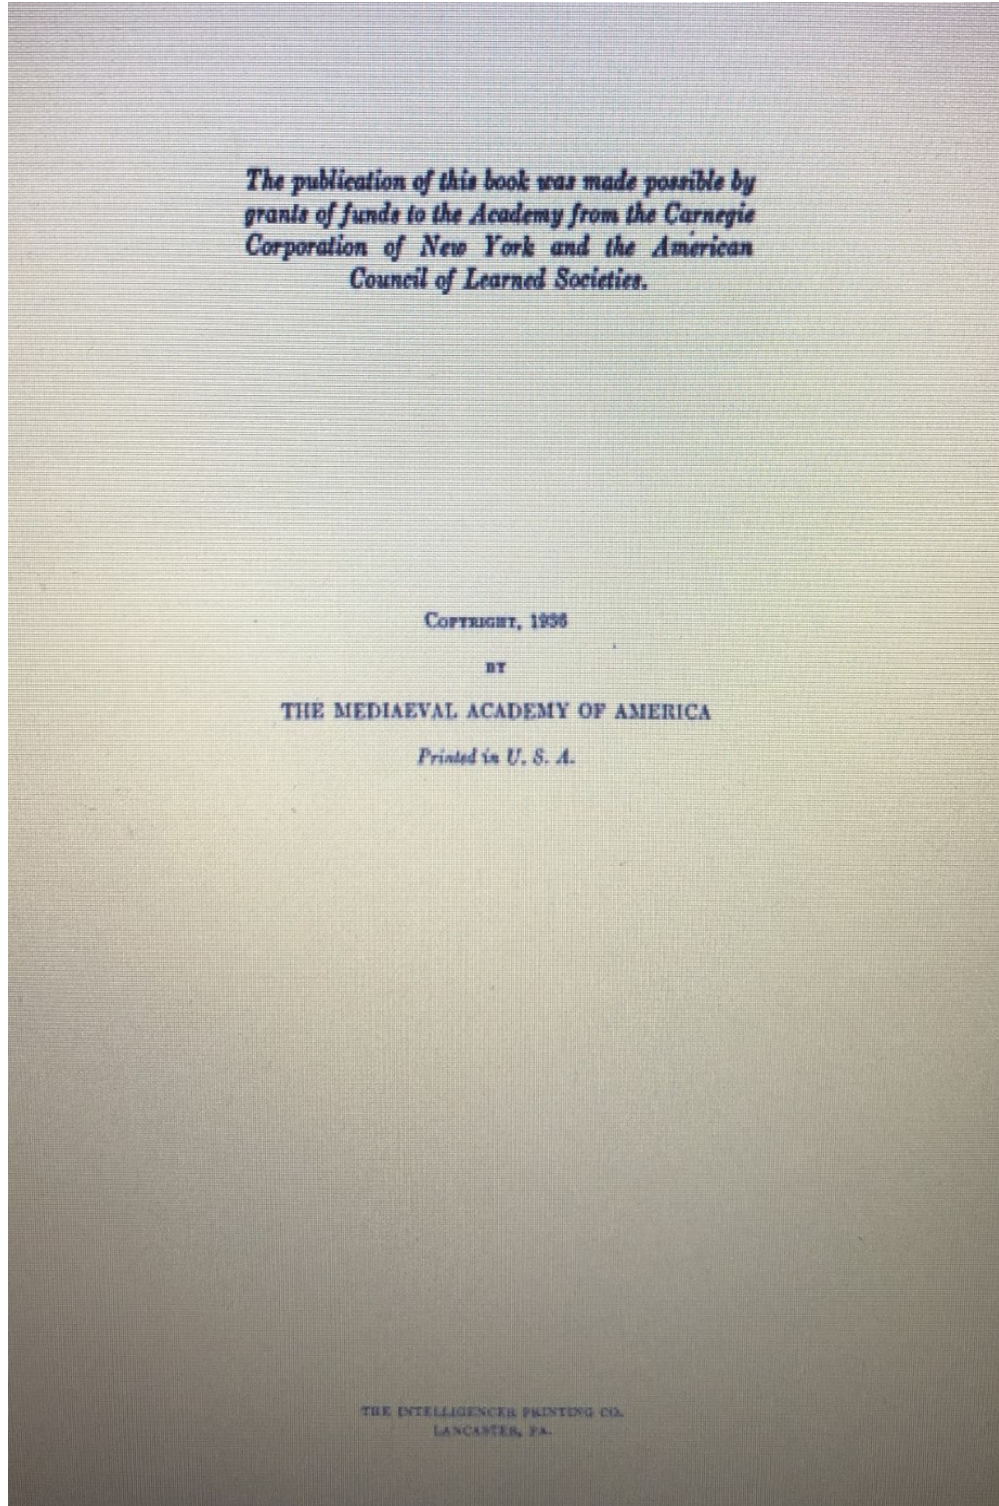 The publication of this book was made possible by
grants of funds to the Academy from the Carnegie
Corporation of New York and the American
Council of Learned Societies.
COPYRIGHT, 1936
BY
THE MEDIAEVAL ACADEMY OF AMERICA
Printed in U. S. A.
THE INTELLIGENCER PRINTING CO.
LANCASTER, PA.